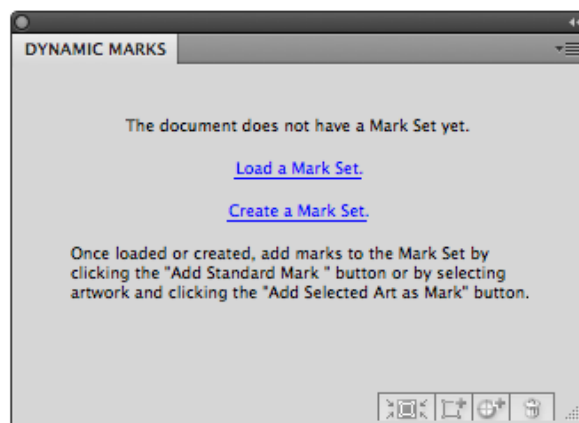 DYNAMIC MARKS
The document does not have a Mark Set yet.
Load a Mark Set.
Create a Mark Set.
Once loaded or created, add marks to the Mark Set by
clicking the "Add Standard Mark " button or by selecting
artwork and clicking the "Add Selected Art as Mark" button.